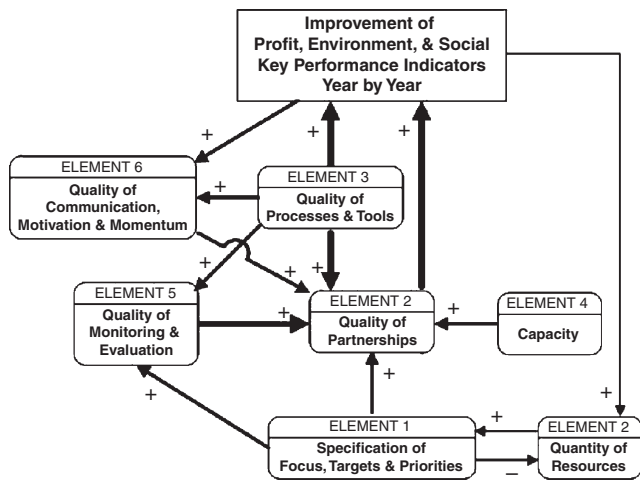 Improvement of
Profit, Environment, & Social
Key Performance Indicators
Year by Year
+
+
+
ELEMENT 6
Quality of
Communication,
Motivation & Momentum
+
ELEMENT 3
Quality of
Processes & Tools
+
+
+
ELEMENT 5
Quality of
Monitoring &
Evaluation
+
ELEMENT 2
Quality of
Partnerships
+
ELEMENT 4
Capacity
+
+
+
ELEMENT 1
Specification of
Focus, Targets & Priorities
+
–
ELEMENT 2
Quantity of
Resources